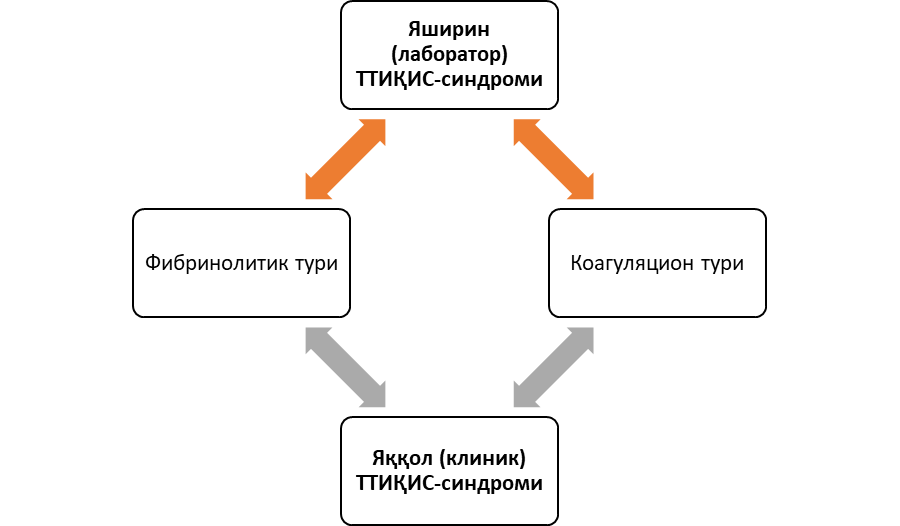 Яширин
(лаборатор)
ТТИҚИС-синдроми
Фибринолитик тури
Коагуляцион тури
Яққол (клиник)
ТТИҚИС-синдроми